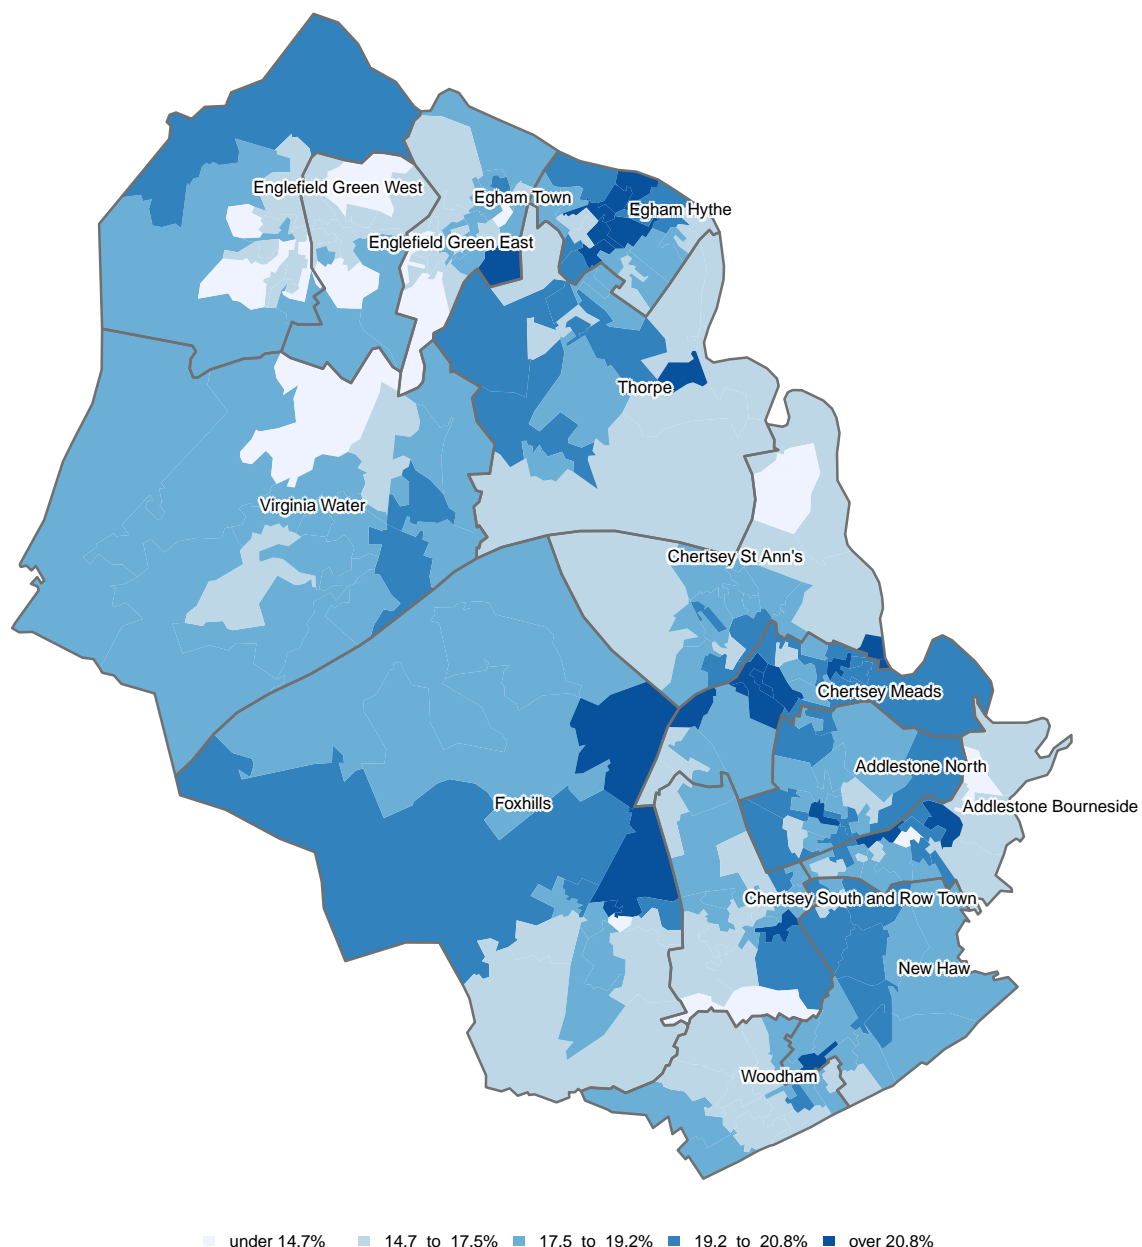 Englefield Green West
Egham Town
Egham Hythe
Englefield Green East
Thorpe
Virginia Water
Chertsey St Ann's
Chertsey Meads
Addlestone North
Foxhills
Addlestone Bourneside
Chertsey South and Row Town
New Haw
Woodham
under 14.7% 14.7 to 17.5% 17.5 to 19.2% 19.2 to 20.8% over 20.8%